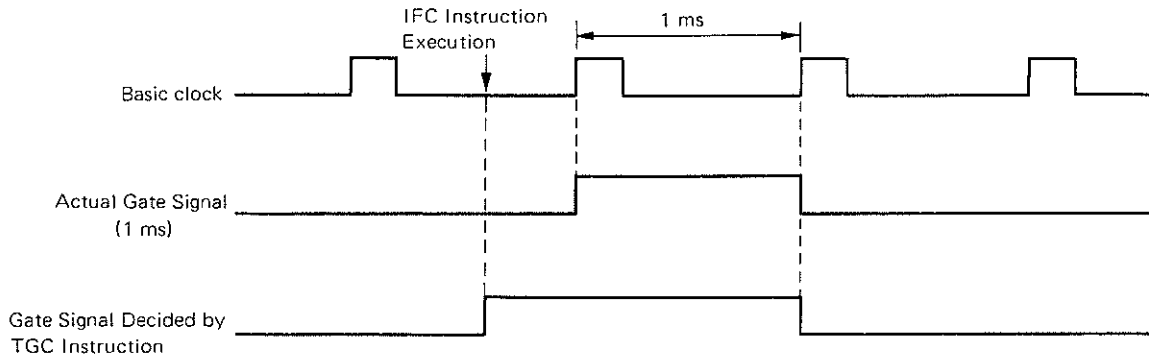 IFC Instruction
Execution
1 ms
Basic clock
Actual Gate Signal
(1 ms)
Gate Signal Decided by
TGC Instruction